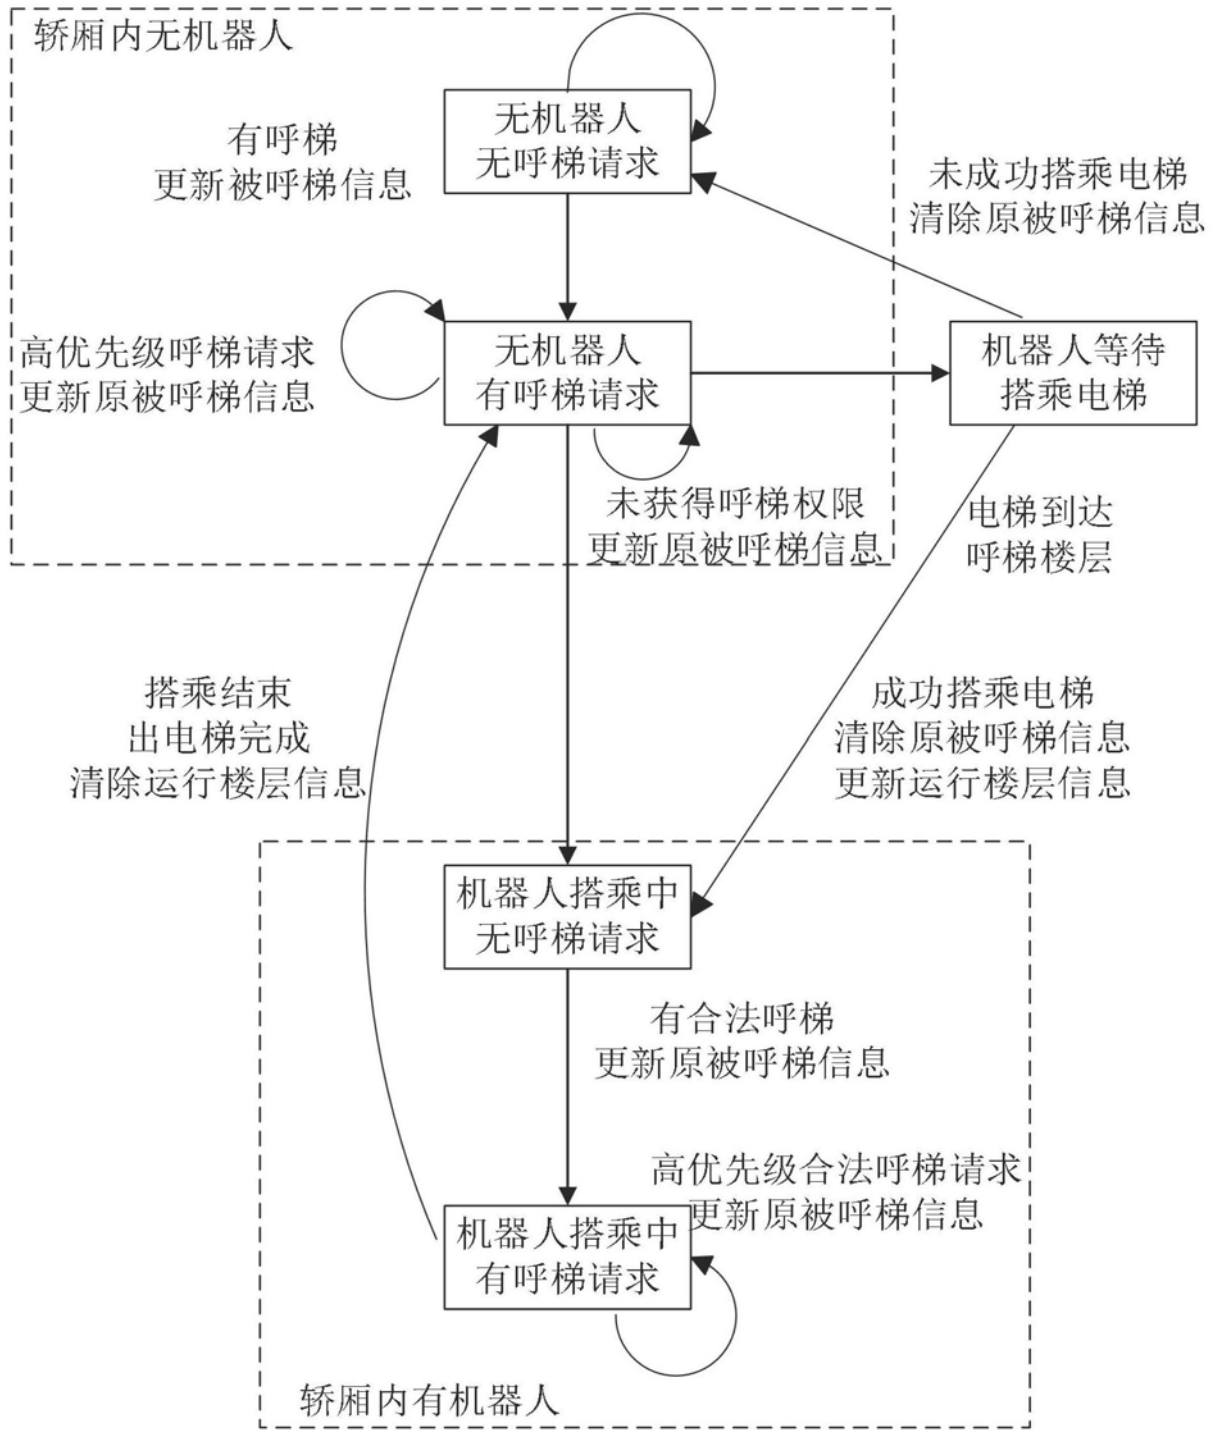 轿厢内无机器人
无机器人
无呼梯请求
有呼梯
更新被呼梯信息
未成功搭乘电梯
清除原被呼梯信息
高优先级呼梯请求
更新原被呼梯信息
无机器人
有呼梯请求
机器人等待
搭乘电梯
未获得呼梯权限
更新原被呼梯信息
电梯到达
呼梯楼层
搭乘结束
出电梯完成
清除运行楼层信息
成功搭乘电梯
清除原被呼梯信息
更新运行楼层信息
机器人搭乘中
无呼梯请求
有合法呼梯
更新原被呼梯信息
高优先级合法呼梯请求
更新原被呼梯信息
机器人搭乘中
有呼梯请求
轿厢内有机器人